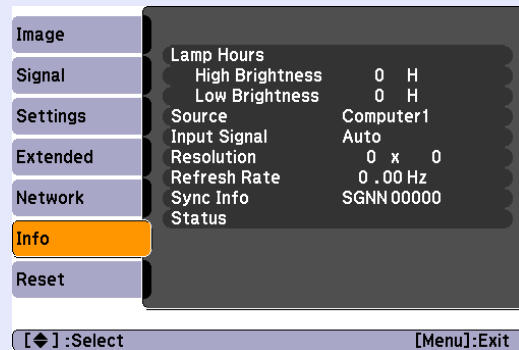 Image
Signal
Settings
Extended
Network
Info
Reset
Lamp Hours
High Brightness 0 H
Low Brightness 0 H
Source Computer1
Input Signal Auto
Resolution 0 x 0
Refresh Rate 0.00 Hz
Sync Info SGNN 00000
Status
[◆] :Select [Menu]:Exit